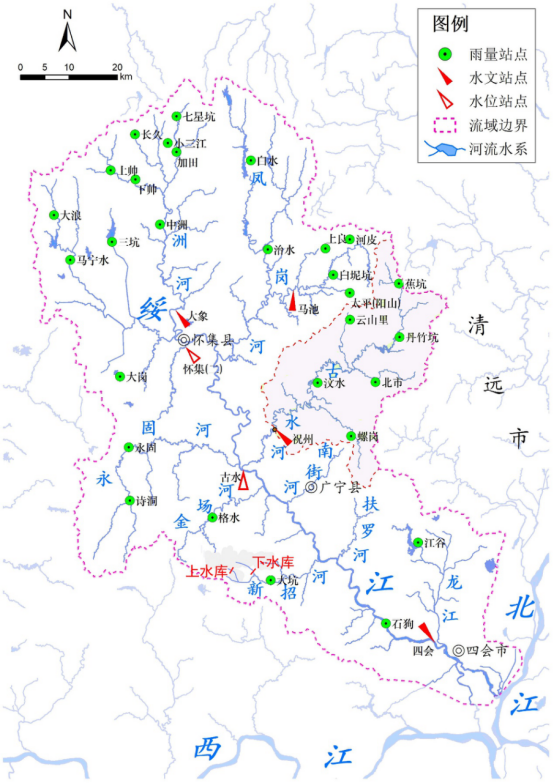 N
0 5 10 20
km
图例
雨量站点
水文站点
水位站点
流域边界
河流水系
七星坑
长久
小三江
加田
白水
上帅
下帅
凤
大浪
中洲
洲
三坑
马宁水
治水
上良
河皮
岗
白坭坑
蕉坑
河
太平(阳山)
马池
绥
大象
云山里
清
怀集县
丹竹坑
河
怀集(二)
远
古
大岗
汶水
北市
市
水
固
河
祝州
螺岗
永固
河
南
永
古水
街
河
广宁县
诗洞
场
河
扶
金
格水
罗
江谷
河
下水库
上水库
大坑
河
江
龙
新
招
江
北
石狗
四会
四会市
江
西
江